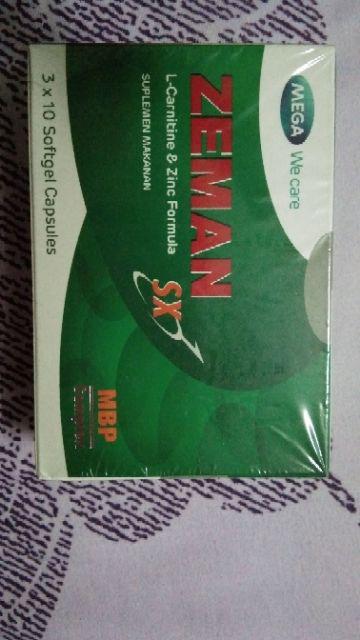 MEGA We care
ZEMAN SX
L-Carnitine & Zinc Formula
SUPLEMEN MAKANAN
MBP
3 x 10 Softgel Capsules